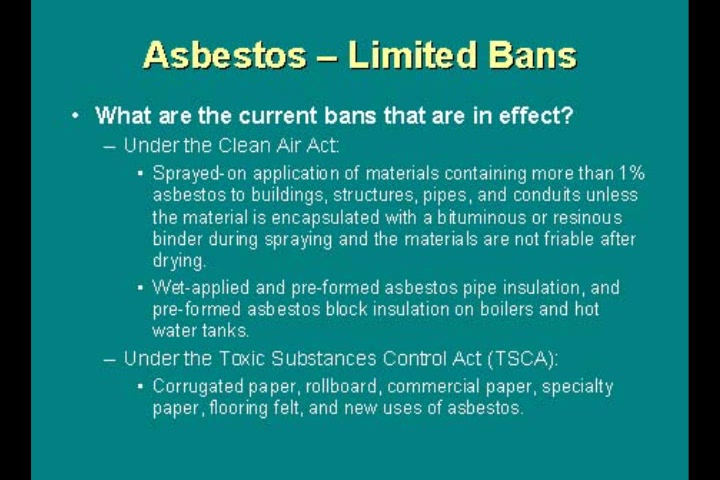 Asbestos – Limited Bans
• What are the current bans that are in effect?
– Under the Clean Air Act:
• Sprayed-on application of materials containing more than 1%
asbestos to buildings, structures, pipes, and conduits unless
the material is encapsulated with a bituminous or resinous
binder during spraying and the materials are not friable after
drying.
• Wet-applied and pre-formed asbestos pipe insulation, and
pre-formed asbestos block insulation on boilers and hot
water tanks.
– Under the Toxic Substances Control Act (TSCA):
• Corrugated paper, rollboard, commercial paper, specialty
paper, flooring felt, and new uses of asbestos.